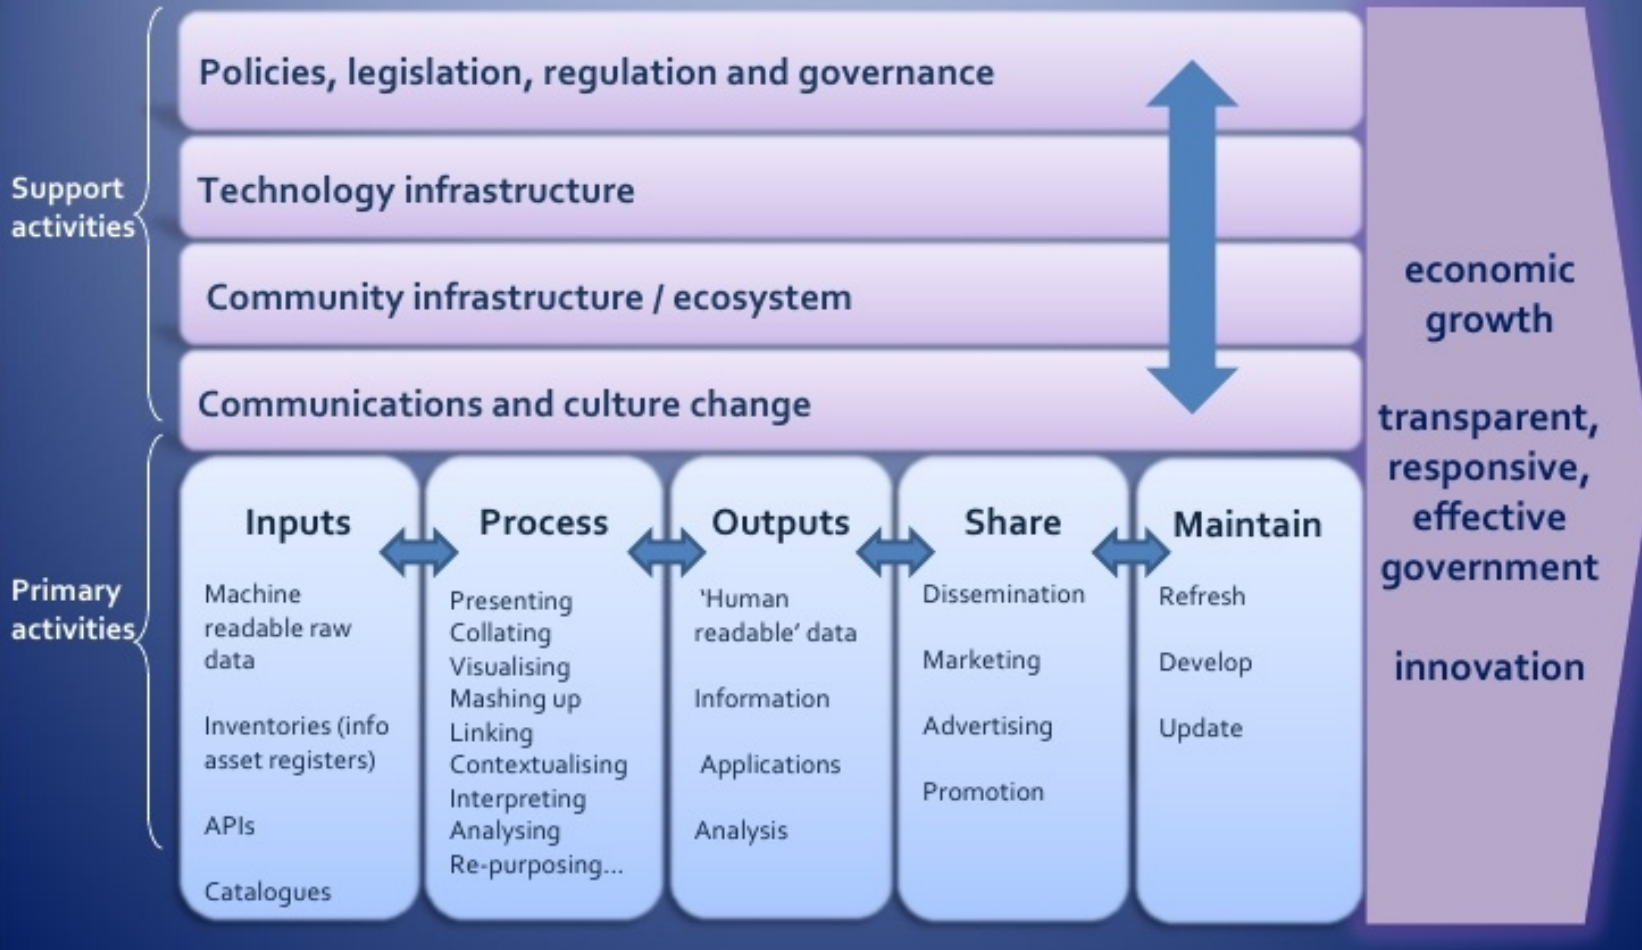 Support
activities
Policies, legislation, regulation and governance
Technology infrastructure
Community infrastructure / ecosystem
Communications and culture change
Primary
activities
Inputs
Machine
readable raw
data
Inventories (info
asset registers)
APIs
Catalogues
Process
Presenting
Collating
Visualising
Mashing up
Linking
Contextualising
Interpreting
Analysing
Re-purposing...
Outputs
‘Human
readable’ data
Information
Applications
Analysis
Share
Dissemination
Marketing
Advertising
Promotion
Maintain
Refresh
Develop
Update
economic
growth
transparent,
responsive,
effective
government
innovation